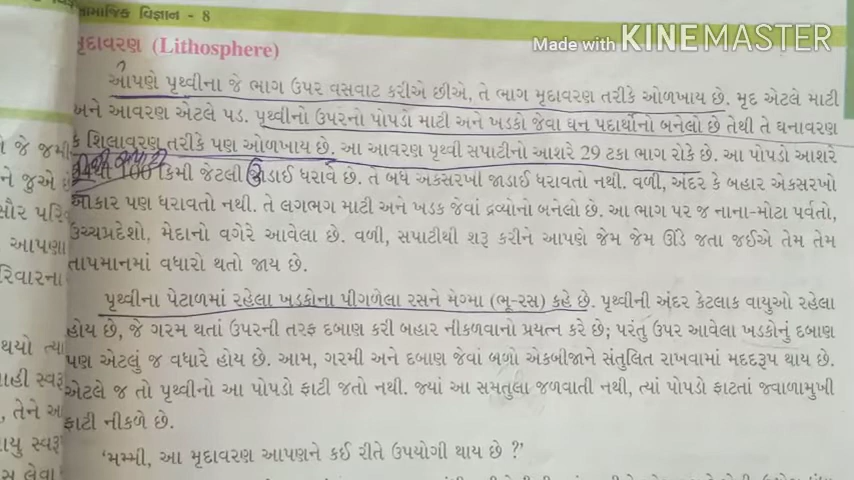 સામાજિક વિજ્ઞાન - 8
Made with KINEMASTER
મૃદાવરણ (Lithosphere)
આપણે પૃથ્વીના જે ભાગ ઉપર વસવાટ કરીએ છીએ, તે ભાગ મૃદાવરણ તરીકે ઓળખાય છે. મૃદ એટલે માટી
અને આવરણ એટલે પડ. પૃથ્વીનો ઉપરનો પોપડો માટી અને ખડકો જેવા ઘન પદાર્થોનો બનેલો છે તેથી તે ઘનાવરણ
કે શિલાવરણ તરીકે પણ ઓળખાય છે. આ આવરણ પૃથ્વી સપાટીનો આશરે 29 ટકા ભાગ રોકે છે. આ પોપડો આશરે
100 કિમી જેટલી જાડાઈ ધરાવે છે. તે બધે એકસરખી જાડાઈ ધરાવતો નથી. વળી, અંદર કે બહાર એકસરખો
આકાર પણ ધરાવતો નથી. તે લગભગ માટી અને ખડક જેવાં દ્રવ્યોનો બનેલો છે. આ ભાગ પર જ નાના-મોટા પર્વતો,
ઉચ્ચપ્રદેશો, મેદાનો વગેરે આવેલા છે. વળી, સપાટીથી શરૂ કરીને આપણે જેમ જેમ ઊંડે જતા જઈએ તેમ તેમ
તાપમાનમાં વધારો થતો જાય છે.
પૃથ્વીના પેટાળમાં રહેલા ખડકોના પીગળેલા રસને મેગ્મા (ભૂ-રસ) કહે છે. પૃથ્વીની અંદર કેટલાક વાયુઓ રહેલા
હોય છે, જે ગરમ થતાં ઉપરની તરફ દબાણ કરી બહાર નીકળવાનો પ્રયત્ન કરે છે; પરંતુ ઉપર આવેલા ખડકોનું દબાણ
પણ એટલું જ વધારે હોય છે. આમ, ગરમી અને દબાણ જેવાં બળો એકબીજાને સંતુલિત રાખવામાં મદદરૂપ થાય છે.
એટલે જ તો પૃથ્વીનો આ પોપડો ફાટી જતો નથી. જ્યાં આ સમતુલા જળવાતી નથી, ત્યાં પોપડો ફાટતાં જ્વાળામુખી
ફાટી નીકળે છે.
'મમ્મી, આ મૃદાવરણ આપણને કઈ રીતે ઉપયોગી થાય છે ?'